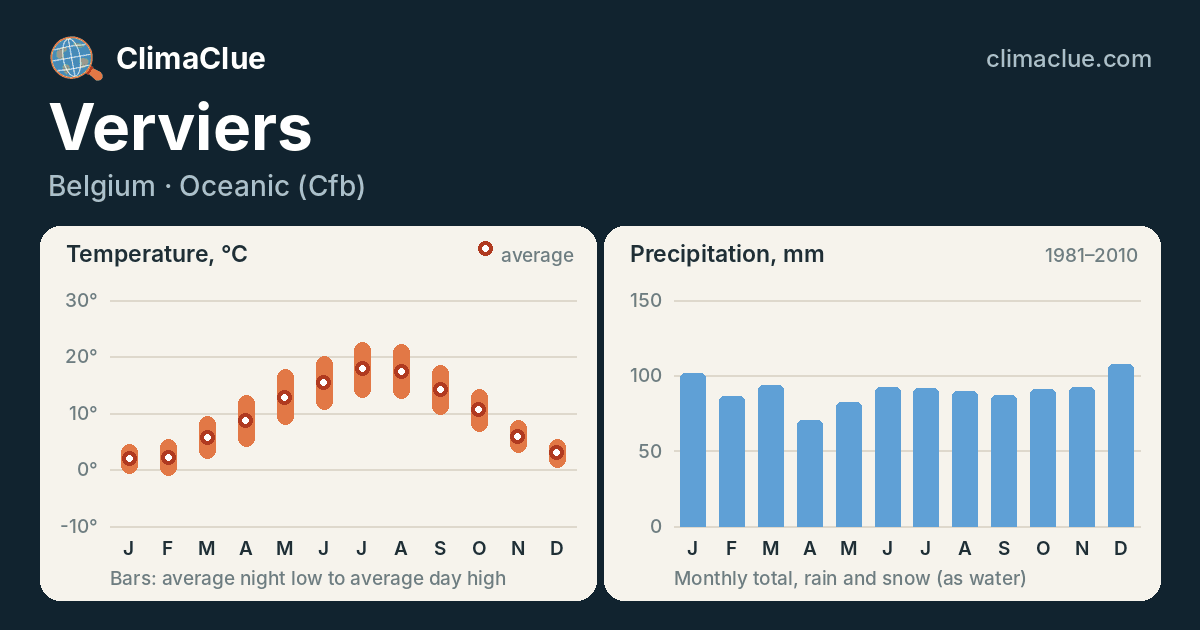 ClimaClue
climaclue.com
Verviers
Belgium · Oceanic (Cfb)
Temperature, °C
average
30°
20°
10°
0°
-10°
J F M A M J J A S O N D
Bars: average night low to average day high
Precipitation, mm
1981–2010
150
100
50
0
J F M A M J J A S O N D
Monthly total, rain and snow (as water)